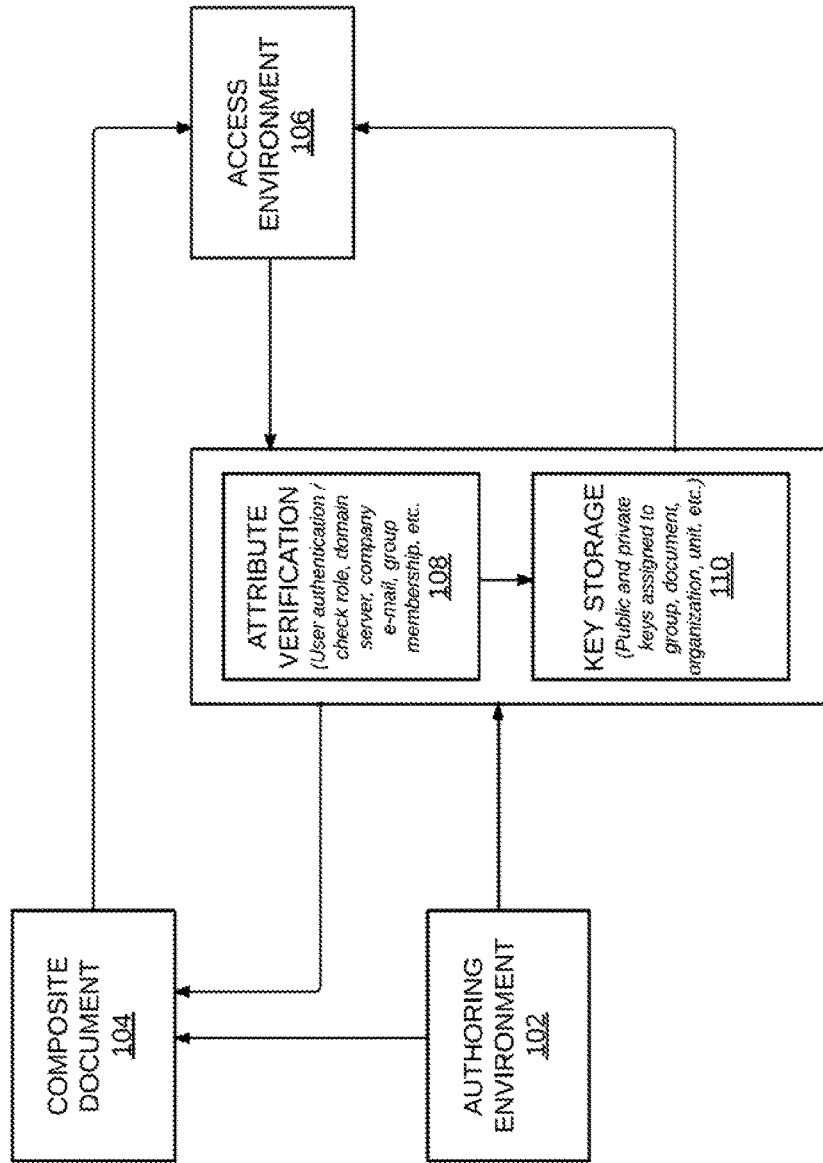 COMPOSITE
DOCUMENT
104
AUTHORING
ENVIRONMENT
102
ATTRIBUTE
VERIFICATION
(User authentication /
check role, domain
server, company
e-mail, group
membership, etc.
108
KEY STORAGE
(Public and private
keys assigned to
group, document,
organization, unit, etc.)
110
ACCESS
ENVIRONMENT
106